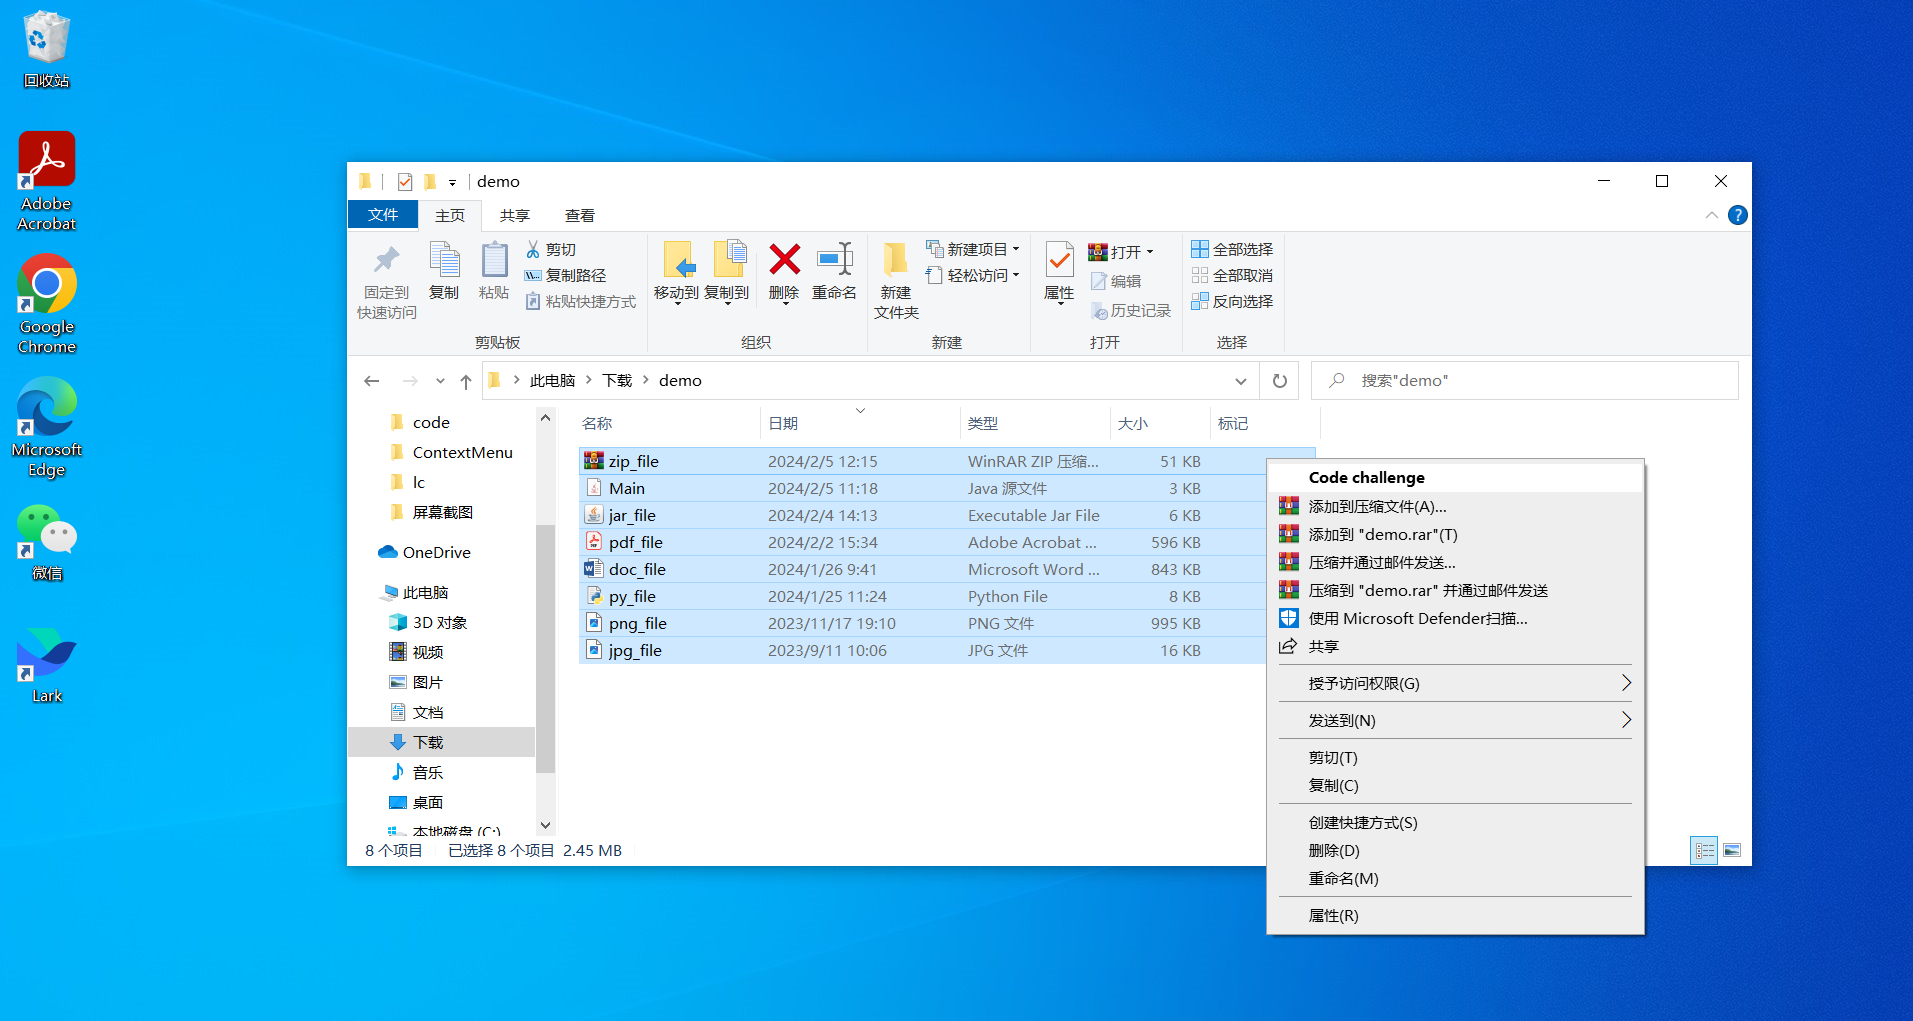 回收站
Adobe
Acrobat
Google
Chrome
Microsoft
Edge
微信
Lark
demo
文件
主页
共享
查看
固定到
快速访问
复制
粘贴
剪切
复制路径
粘贴快捷方式
剪贴板
移动到
复制到
删除
重命名
组织
新建
文件夹
新建项目
轻松访问
新建
属性
打开
编辑
历史记录
打开
全部选择
全部取消
反向选择
选择
此电脑
下载
demo
搜索"demo"
code
ContextMenu
lc
屏幕截图
OneDrive
此电脑
3D 对象
视频
图片
文档
下载
音乐
桌面
本地磁盘 (C:)
名称 日期 类型 大小 标记
zip_file 2024/2/5 12:15 WinRAR ZIP 压缩... 51 KB
Main 2024/2/5 11:18 Java 源文件 3 KB
jar_file 2024/2/4 14:13 Executable Jar File 6 KB
pdf_file 2024/2/2 15:34 Adobe Acrobat ... 596 KB
doc_file 2024/1/26 9:41 Microsoft Word ... 843 KB
py_file 2024/1/25 11:24 Python File 8 KB
png_file 2023/11/17 19:10 PNG 文件 995 KB
jpg_file 2023/9/11 10:06 JPG 文件 16 KB
8 个项目 已选择 8 个项目 2.45 MB
Code challenge
添加到压缩文件(A)...
添加到 "demo.rar"(T)
压缩并通过邮件发送...
压缩到 "demo.rar" 并通过邮件发送
使用 Microsoft Defender扫描...
共享
授予访问权限(G)
发送到(N)
剪切(T)
复制(C)
创建快捷方式(S)
删除(D)
重命名(M)
属性(R)